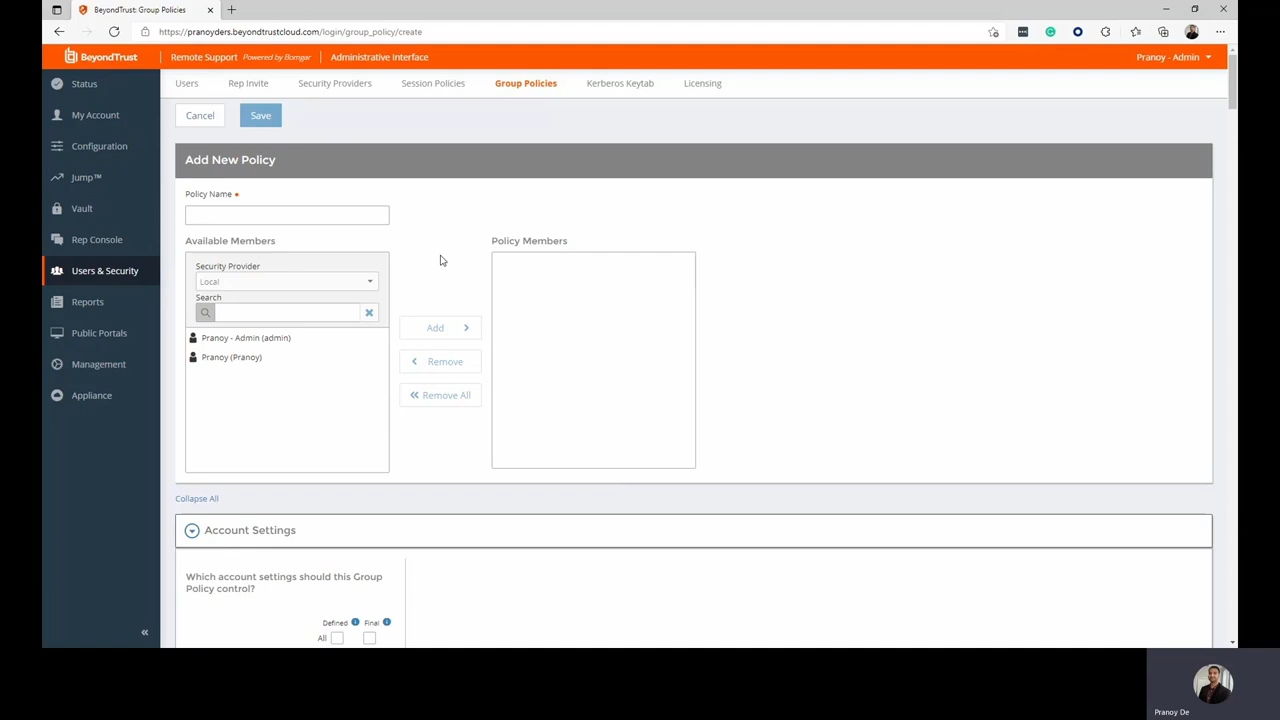 BeyondTrust: Group Policies
https://pranoyders.beyondtrustcloud.com/login/group_policy/create
BeyondTrust
Remote Support Powered by Bomgar
Administrative Interface
Pranoy - Admin
Status
My Account
Configuration
Jump™
Vault
Rep Console
Users & Security
Reports
Public Portals
Management
Appliance
Users
Rep Invite
Security Providers
Session Policies
Group Policies
Kerberos Keytab
Licensing
Cancel
Save
Add New Policy
Policy Name
Available Members
Security Provider
Local
Search
Pranoy - Admin (admin)
Pranoy (Pranoy)
Add
Remove
Remove All
Policy Members
Collapse All
Account Settings
Which account settings should this Group
Policy control?
Defined Final
All
Pranoy De